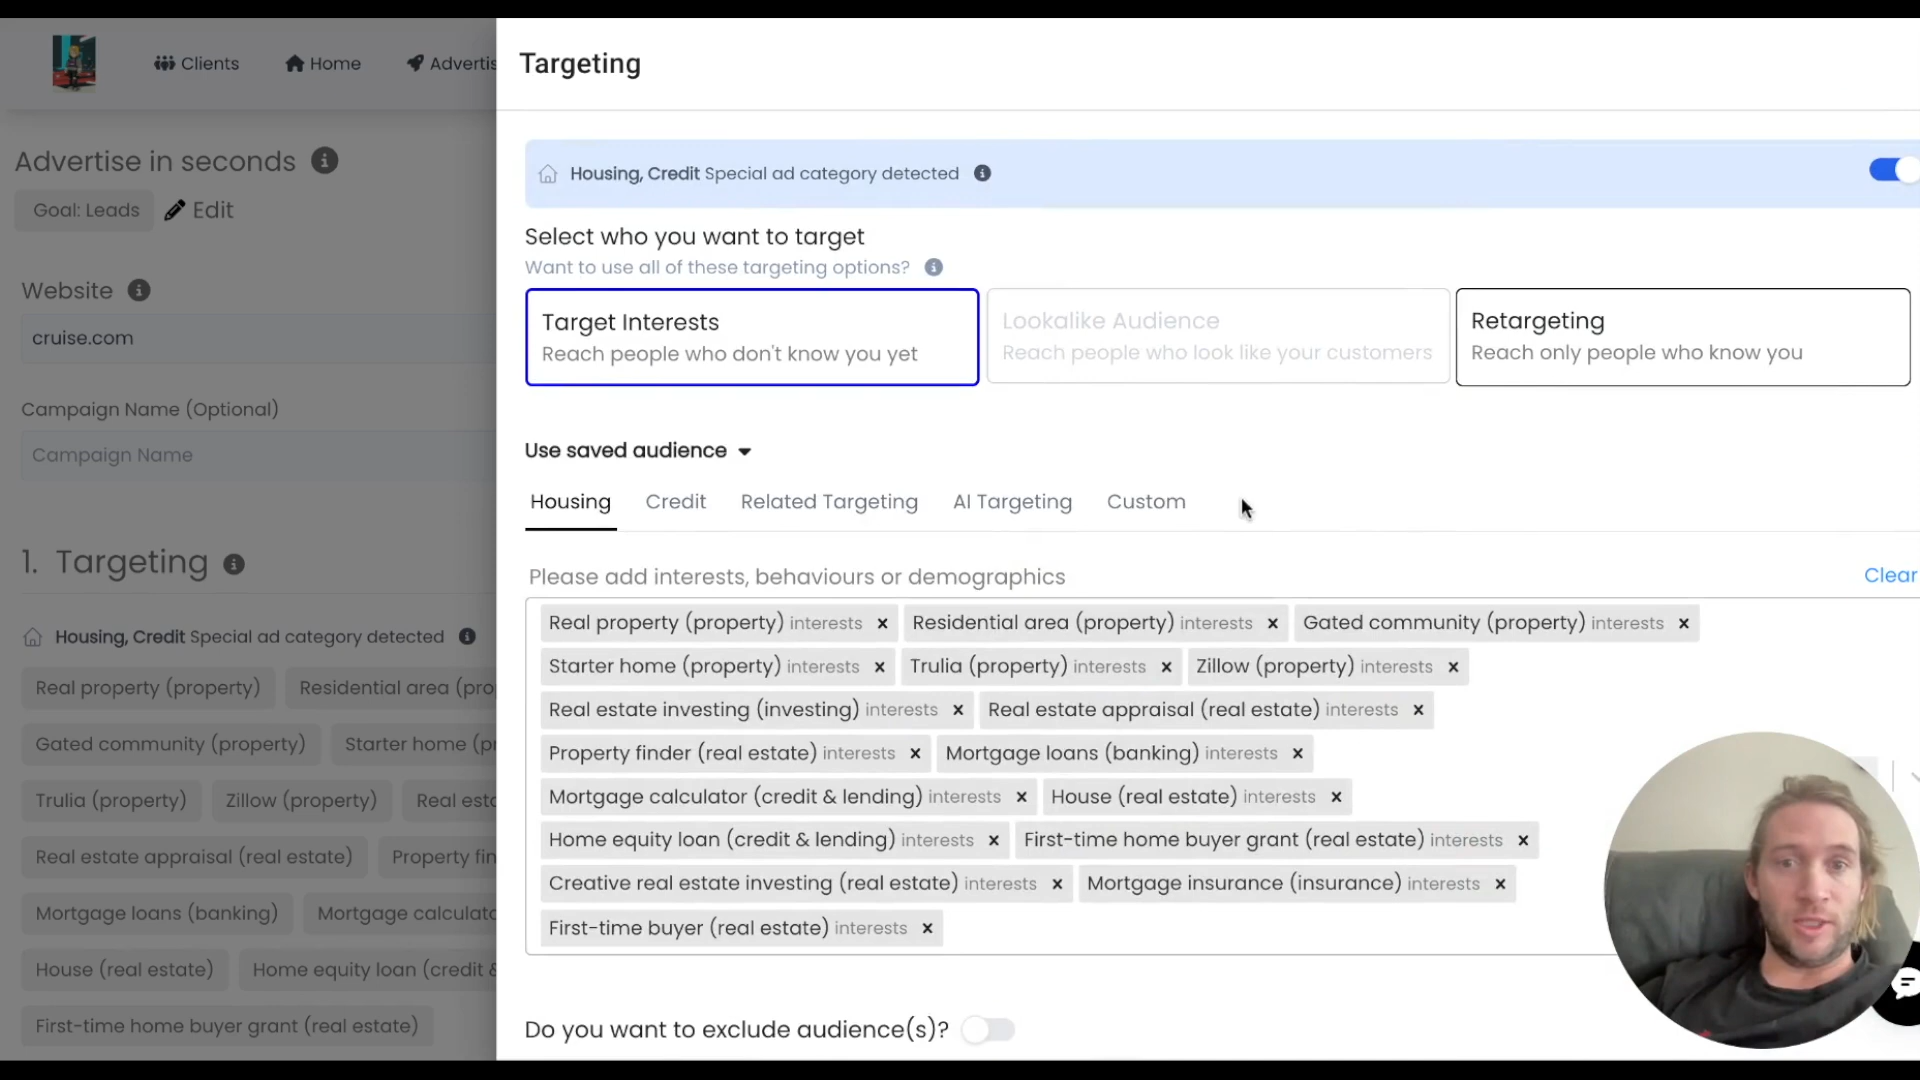 Clients
Home
Advertis
Advertise in seconds
Goal: Leads
Edit
Website
cruise.com
Campaign Name (Optional)
Campaign Name
1. Targeting
Housing, Credit Special ad category detected
Real property (property)
Residential area (pro
Gated community (property)
Starter home (pr
Trulia (property)
Zillow (property)
Real esta
Real estate appraisal (real estate)
Property fin
Mortgage loans (banking)
Mortgage calculato
House (real estate)
Home equity loan (credit &
First-time home buyer grant (real estate)
Targeting
Housing, Credit Special ad category detected
Select who you want to target
Want to use all of these targeting options?
Target Interests
Reach people who don't know you yet
Lookalike Audience
Reach people who look like your customers
Retargeting
Reach only people who know you
Use saved audience
Housing
Credit
Related Targeting
AI Targeting
Custom
Please add interests, behaviours or demographics
Clear
Real property (property) interests ×
Residential area (property) interests ×
Gated community (property) interests ×
Starter home (property) interests ×
Trulia (property) interests ×
Zillow (property) interests ×
Real estate investing (investing) interests ×
Real estate appraisal (real estate) interests ×
Property finder (real estate) interests ×
Mortgage loans (banking) interests ×
Mortgage calculator (credit & lending) interests ×
House (real estate) interests ×
Home equity loan (credit & lending) interests ×
First-time home buyer grant (real estate) interests ×
Creative real estate investing (real estate) interests ×
Mortgage insurance (insurance) interests ×
First-time buyer (real estate) interests ×
Do you want to exclude audience(s)?